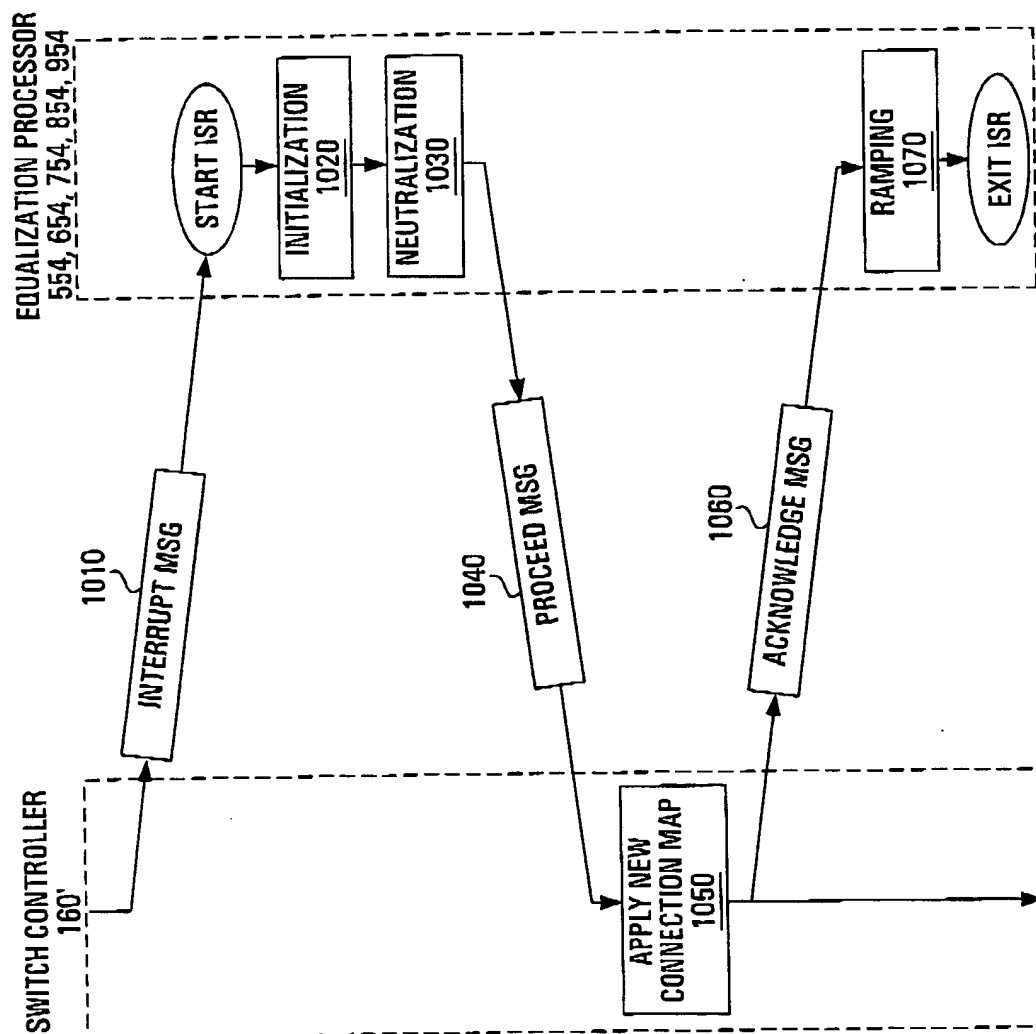 SWITCH CONTROLLER
160'
EQUALIZATION PROCESSOR
554, 654, 754, 854, 954
1010
INTERRUPT MSG
START ISR
INITIALIZATION
1020
NEUTRALIZATION
1030
1040
PROCEED MSG
APPLY NEW
CONNECTION MAP
1050
1060
ACKNOWLEDGE MSG
RAMPING
1070
EXIT ISR